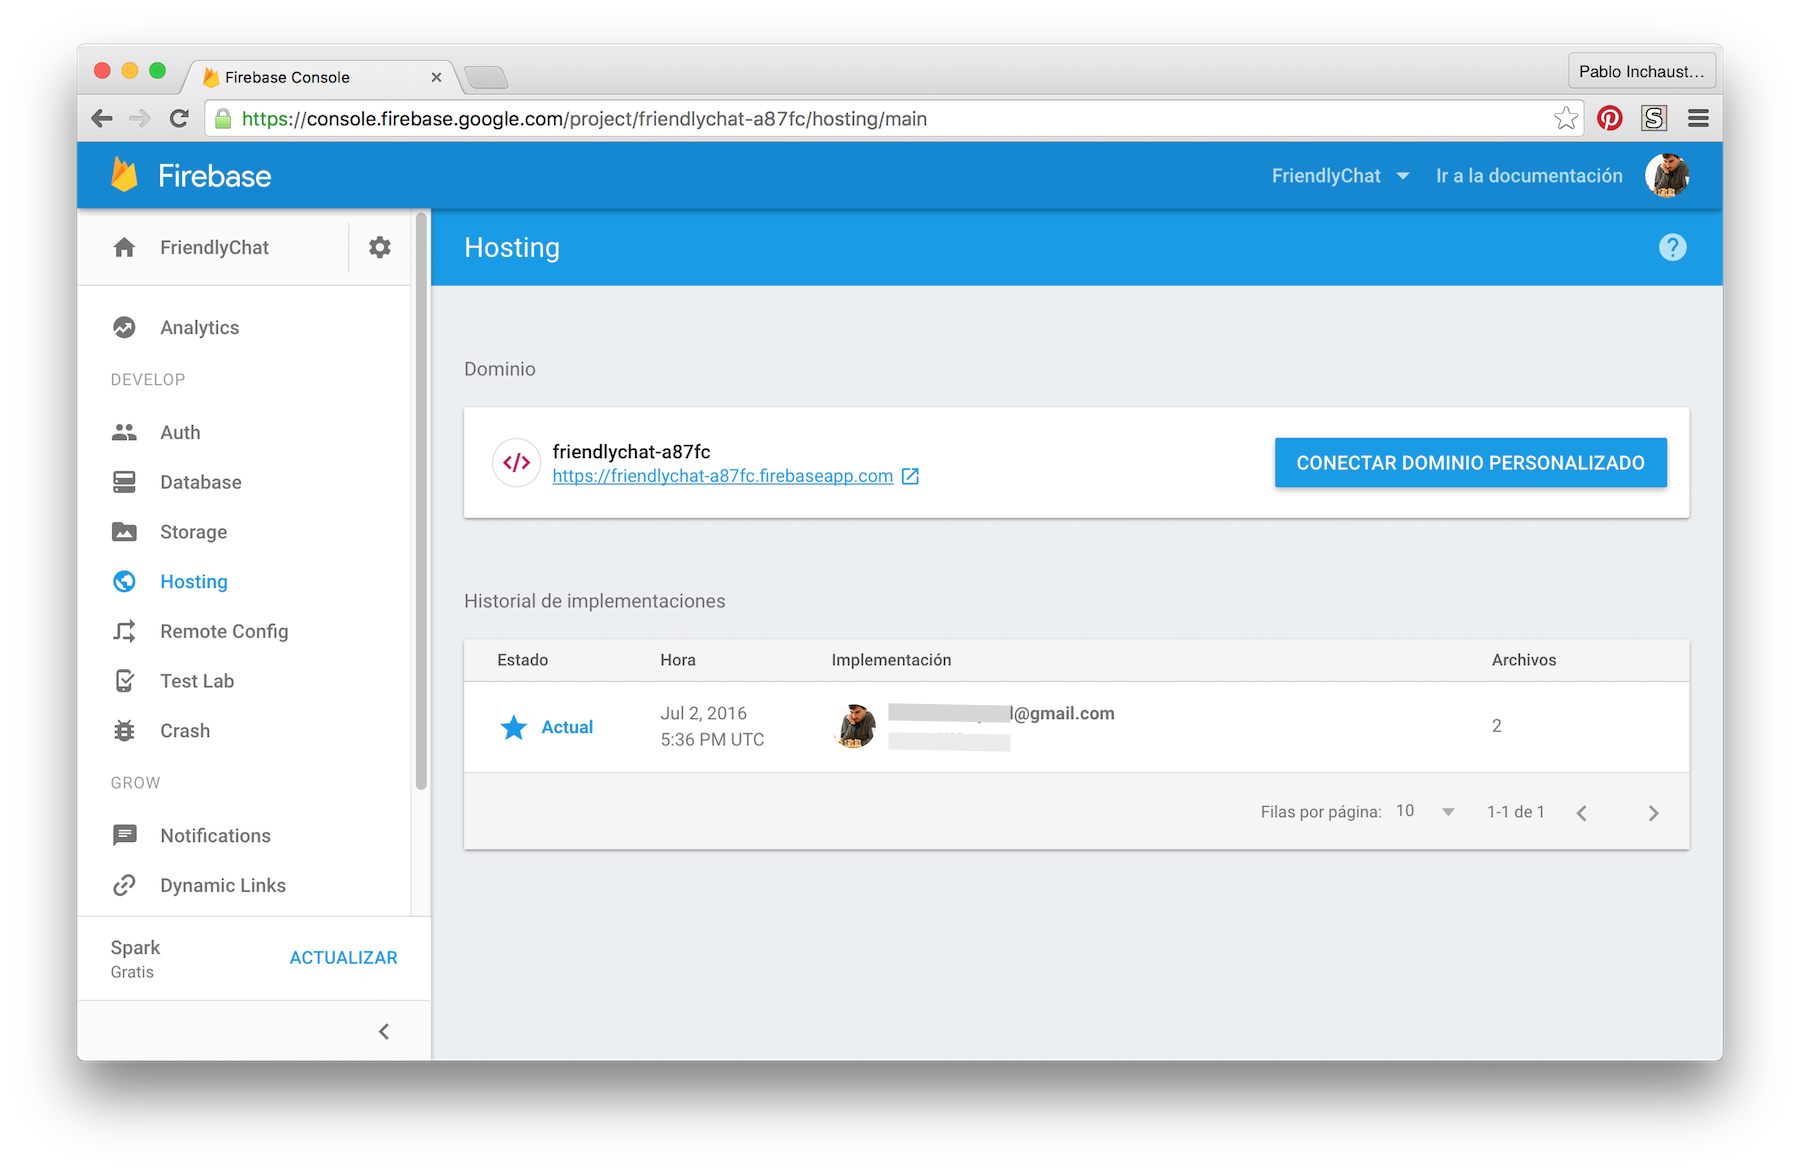 Firebase Console
Pablo Inchaust...
https://console.firebase.google.com/project/friendlychat-a87fc/hosting/main
Firebase
FriendlyChat
Ir a la documentación
FriendlyChat
Hosting
Analytics
DEVELOP
Auth
Database
Storage
Hosting
Remote Config
Test Lab
Crash
GROW
Notifications
Dynamic Links
Spark
Gratis
ACTUALIZAR
Dominio
friendlychat-a87fc
https://friendlychat-a87fc.firebaseapp.com
CONECTAR DOMINIO PERSONALIZADO
Historial de implementaciones
Estado Hora Implementación Archivos
Actual
Jul 2, 2016
5:36 PM UTC
@gmail.com
2
Filas por página: 10 1-1 de 1